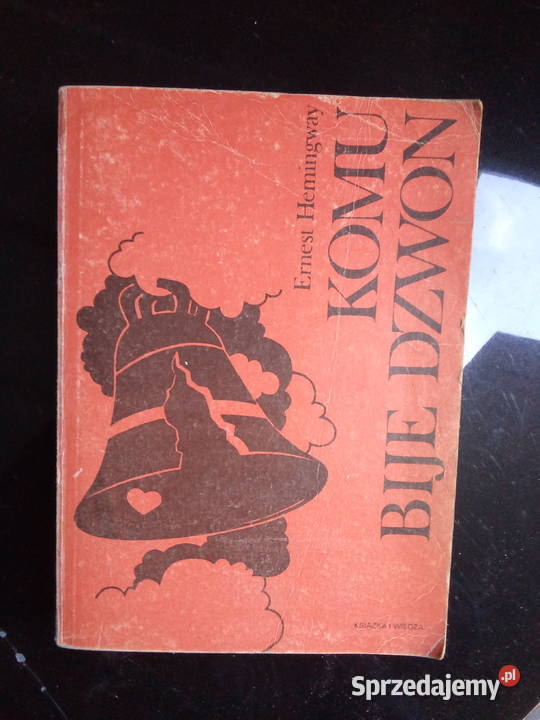 Ernest Hemingway
KOMU
BIJE DZWON
KSIĄŻKA I WIEDZA
Sprzedajemy.pl